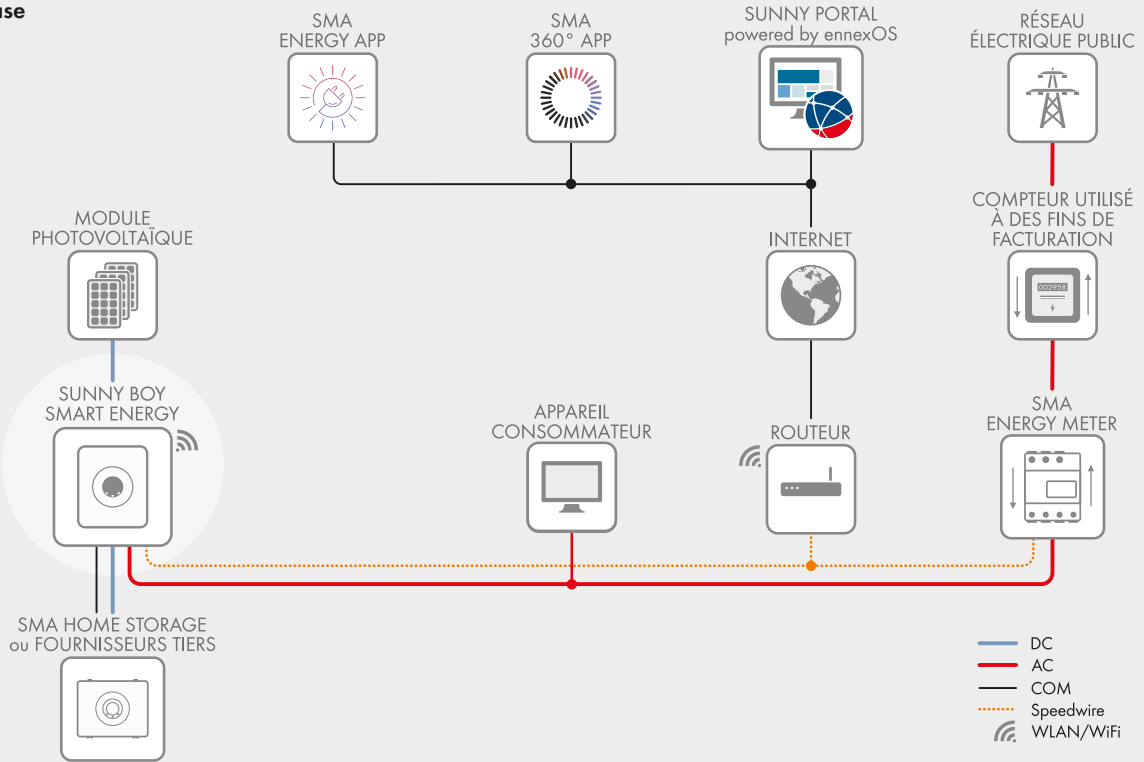 use
SMA
ENERGY APP
SMA
360° APP
SUNNY PORTAL
powered by ennexOS
RÉSEAU
ÉLECTRIQUE PUBLIC
MODULE
PHOTOVOLTAÏQUE
INTERNET
COMPTEUR UTILISÉ
À DES FINS DE
FACTURATION
002958
SUNNY BOY
SMART ENERGY
APPAREIL
CONSOMMATEUR
ROUTEUR
SMA
ENERGY METER
SMA HOME STORAGE
ou FOURNISSEURS TIERS
DC
AC
COM
Speedwire
WLAN/WiFi